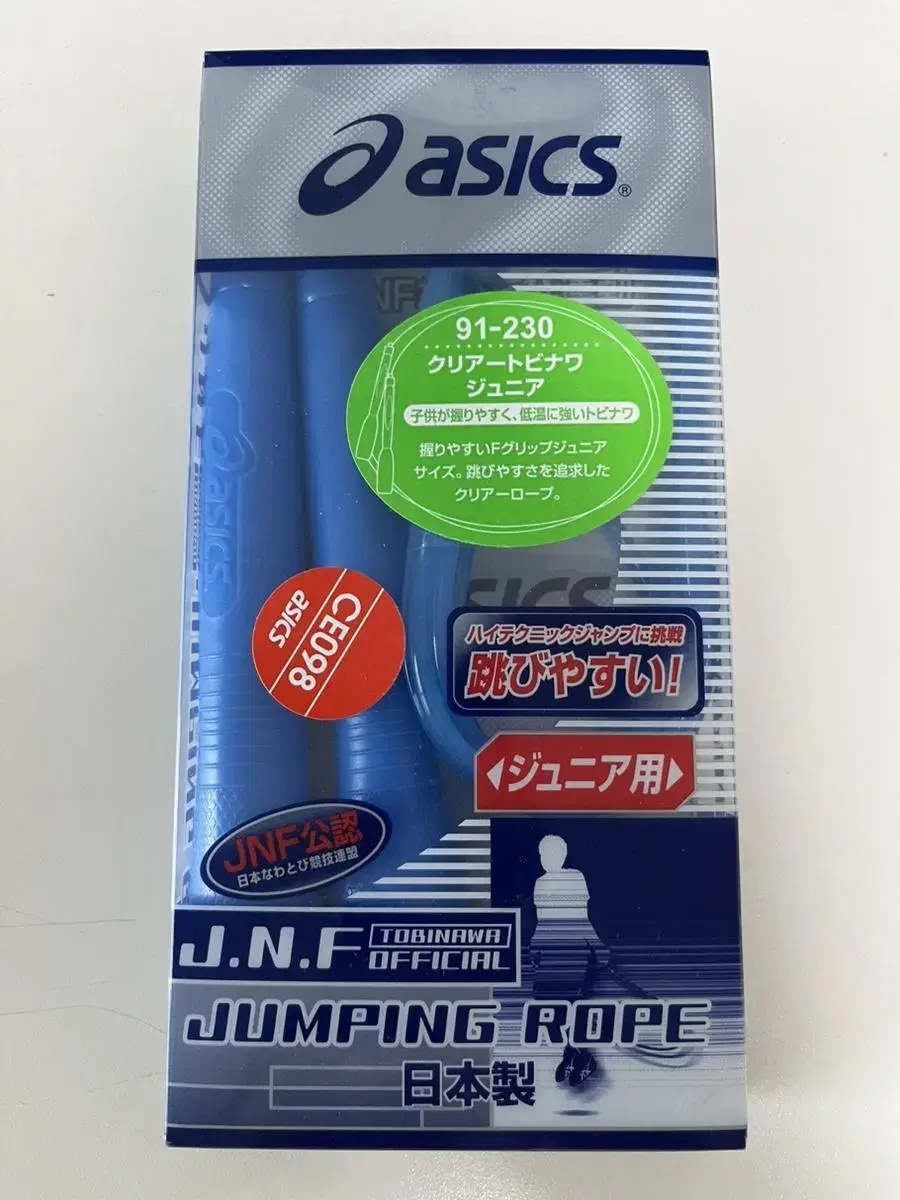 asics®
91-230
クリアートビナワ
ジュニア
子供が握りやすく、低温に強いトビナワ
握りやすいFグリップジュニア
サイズ。跳びやすさを追求した
クリアーロープ。
asics
CE098
asics
ハイテクニックジャンプに挑戦
跳びやすい!
ジュニア用
JNF公認
日本なわとび競技連盟
J.N.F TOBINAWA
OFFICIAL
JUMPING ROPE
日本製